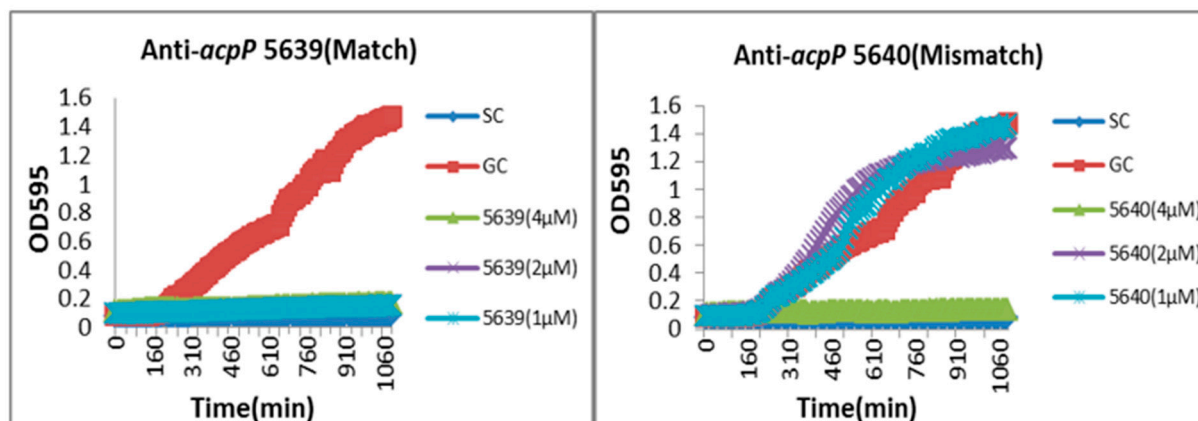 Anti-acpP 5639(Match)
OD595
1.6
1.4
1.2
1
0.8
0.6
0.4
0.2
0
0 160 310 460 610 760 910 1060
Time(min)
SC
GC
5639(4µM)
5639(2µM)
5639(1µM)
Anti-acpP 5640(Mismatch)
OD595
1.6
1.4
1.2
1
0.8
0.6
0.4
0.2
0
0 160 310 460 610 760 910 1060
Time(min)
SC
GC
5640(4µM)
5640(2µM)
5640(1µM)